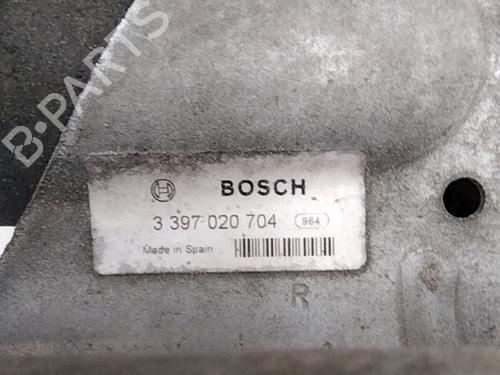 B-PARTS
BOSCH
3 397 020 704 964
Made in Spain
R